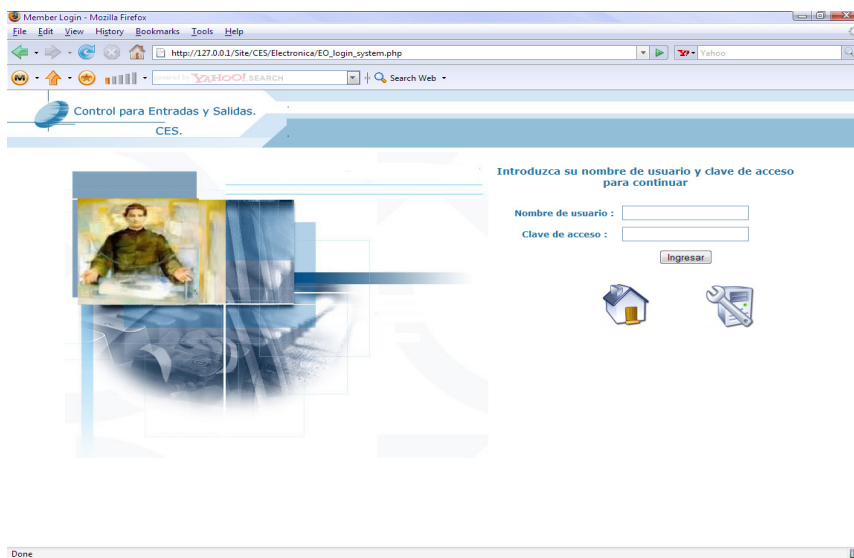 Member Login - Mozilla Firefox
File Edit View History Bookmarks Tools Help
http://127.0.0.1/Site/CES/Electronica/EO_login_system.php
Yahoo
powered by YAHOO! SEARCH
Search Web
Control para Entradas y Salidas.
CES.
Introduzca su nombre de usuario y clave de acceso
para continuar
Nombre de usuario :
Clave de acceso :
Ingresar
Done